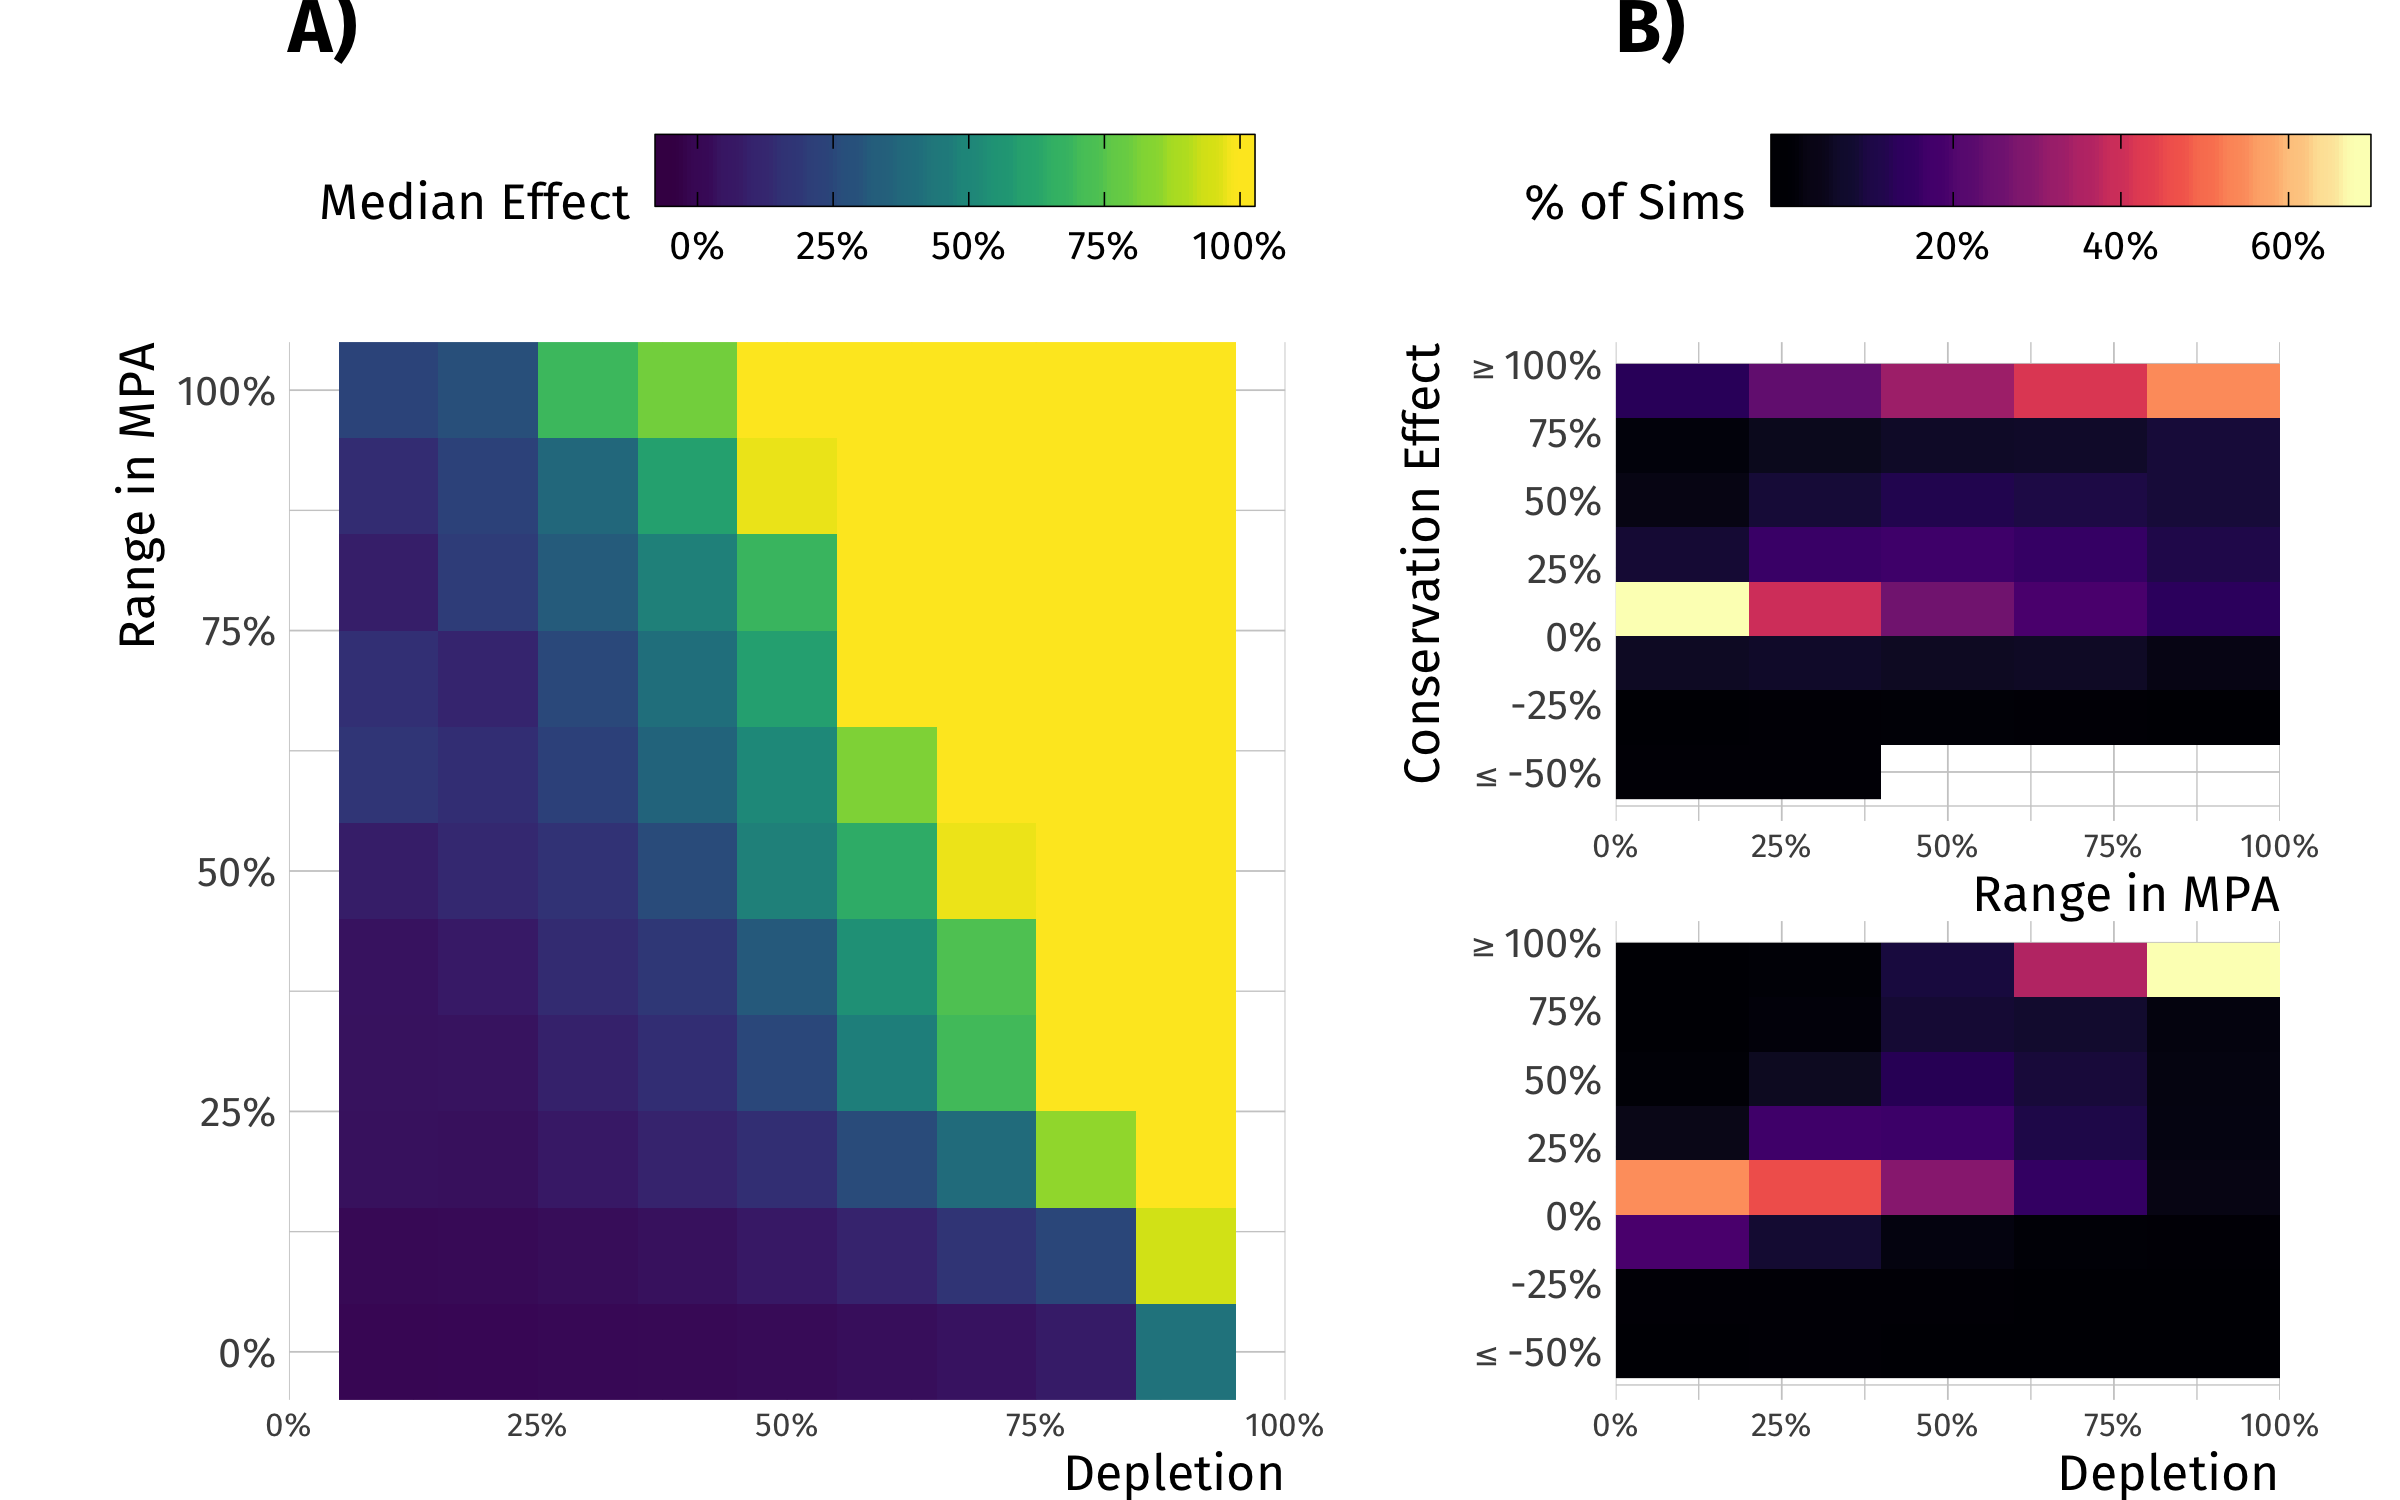 A)
Median Effect
0% 25% 50% 75% 100%
Range in MPA
100%
75%
50%
25%
0%
0% 25% 50% 75% 100%
Depletion
B)
% of Sims
20% 40% 60%
Conservation Effect
≥ 100%
75%
50%
25%
0%
-25%
≤ -50%
0% 25% 50% 75% 100%
Range in MPA
≥ 100%
75%
50%
25%
0%
-25%
≤ -50%
0% 25% 50% 75% 100%
Depletion